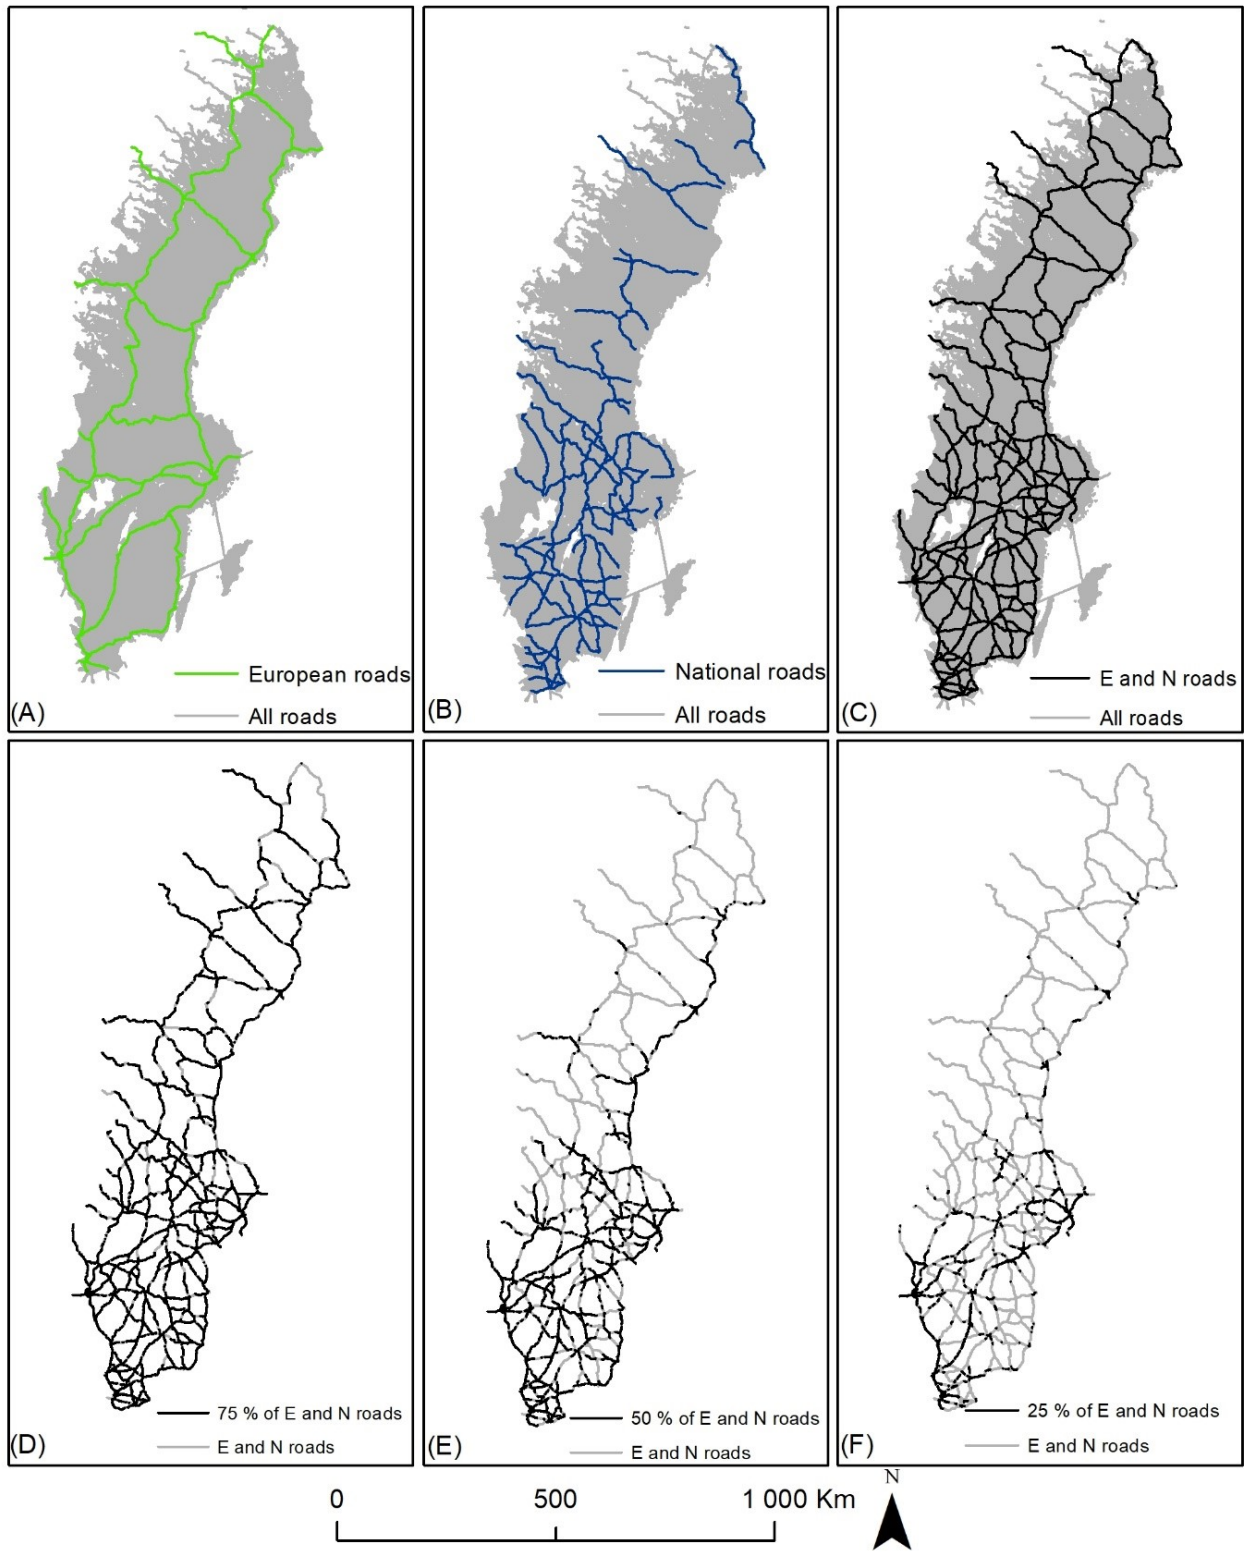 European roads
All roads
(A)
National roads
All roads
(B)
E and N roads
All roads
(C)
75 % of E and N roads
E and N roads
(D)
50 % of E and N roads
E and N roads
(E)
25 % of E and N roads
E and N roads
(F)
0 500 1 000 Km
N